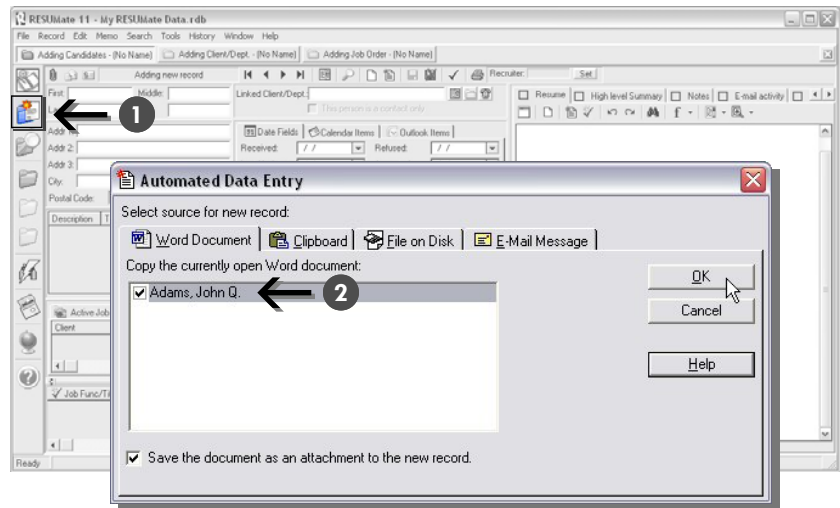 RESUMate 11 - My RESUMate Data.rdb
File Record Edit Memo Search Tools History Window Help
Adding Candidates - (No Name) Adding Client/Dept. - (No Name) Adding Job Order - (No Name)
Adding new record Recruiter: Set
First: Middle: Linked Client/Dept.: Resume High level Summary Notes E-mail activity
This person is a contact only
1
Date Fields Calendar Items Outlook Items
Addr 2: Received: / / Refused: / /
Addr 3:
City:
Postal Code:
Description
Active Job
Client
Job Func/Ti
Ready
Automated Data Entry
Select source for new record:
Word Document Clipboard File on Disk E-Mail Message
Copy the currently open Word document:
Adams, John Q. 2
OK
Cancel
Help
Save the document as an attachment to the new record.